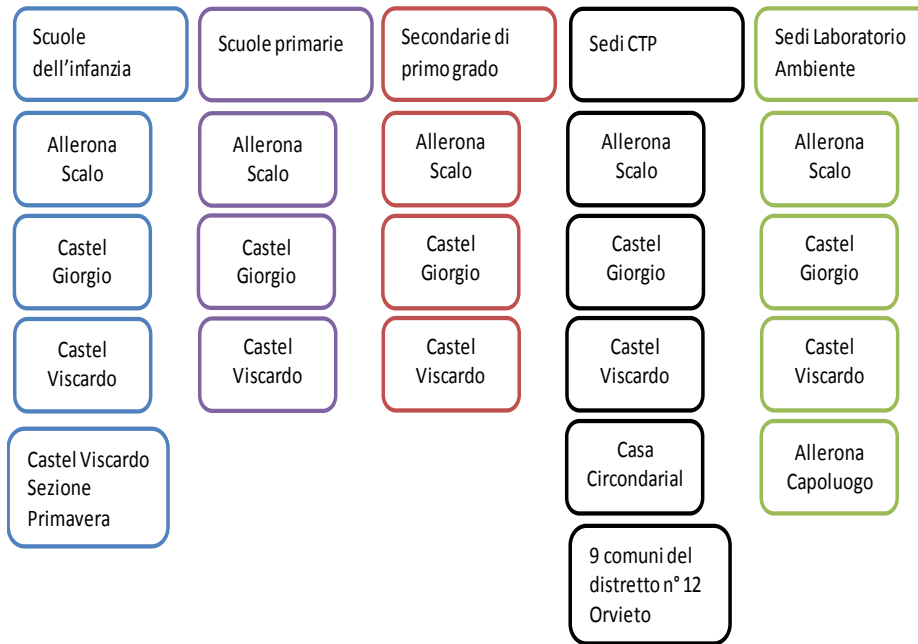 Scuole
dell’infanzia
Allerona
Scalo
Castel
Giorgio
Castel
Viscardo
Castel Viscardo
Sezione
Primavera
Scuole primarie
Allerona
Scalo
Castel
Giorgio
Castel
Viscardo
Secondarie di
primo grado
Allerona
Scalo
Castel
Giorgio
Castel
Viscardo
Sedi CTP
Allerona
Scalo
Castel
Giorgio
Castel
Viscardo
Casa
Circondarial
9 comuni del
distretto n° 12
Orvieto
Sedi Laboratorio
Ambiente
Allerona
Scalo
Castel
Giorgio
Castel
Viscardo
Allerona
Capoluogo